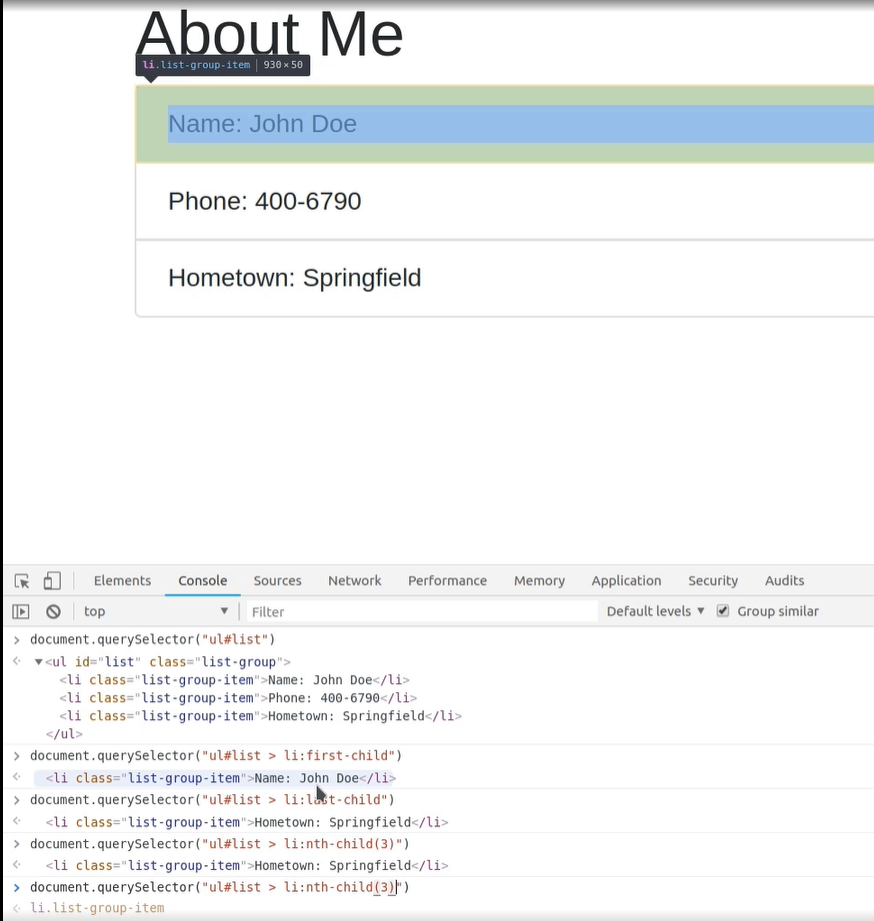 About Me
li.list-group-item 930 × 50
Name: John Doe
Phone: 400-6790
Hometown: Springfield
Elements Console Sources Network Performance Memory Application Security Audits
top Filter Default levels Group similar
document.querySelector("ul#list")
<ul id="list" class="list-group">
<li class="list-group-item">Name: John Doe</li>
<li class="list-group-item">Phone: 400-6790</li>
<li class="list-group-item">Hometown: Springfield</li>
</ul>
document.querySelector("ul#list > li:first-child")
<li class="list-group-item">Name: John Doe</li>
document.querySelector("ul#list > li:last-child")
<li class="list-group-item">Hometown: Springfield</li>
document.querySelector("ul#list > li:nth-child(3)")
<li class="list-group-item">Hometown: Springfield</li>
document.querySelector("ul#list > li:nth-child(3)")
li.list-group-item